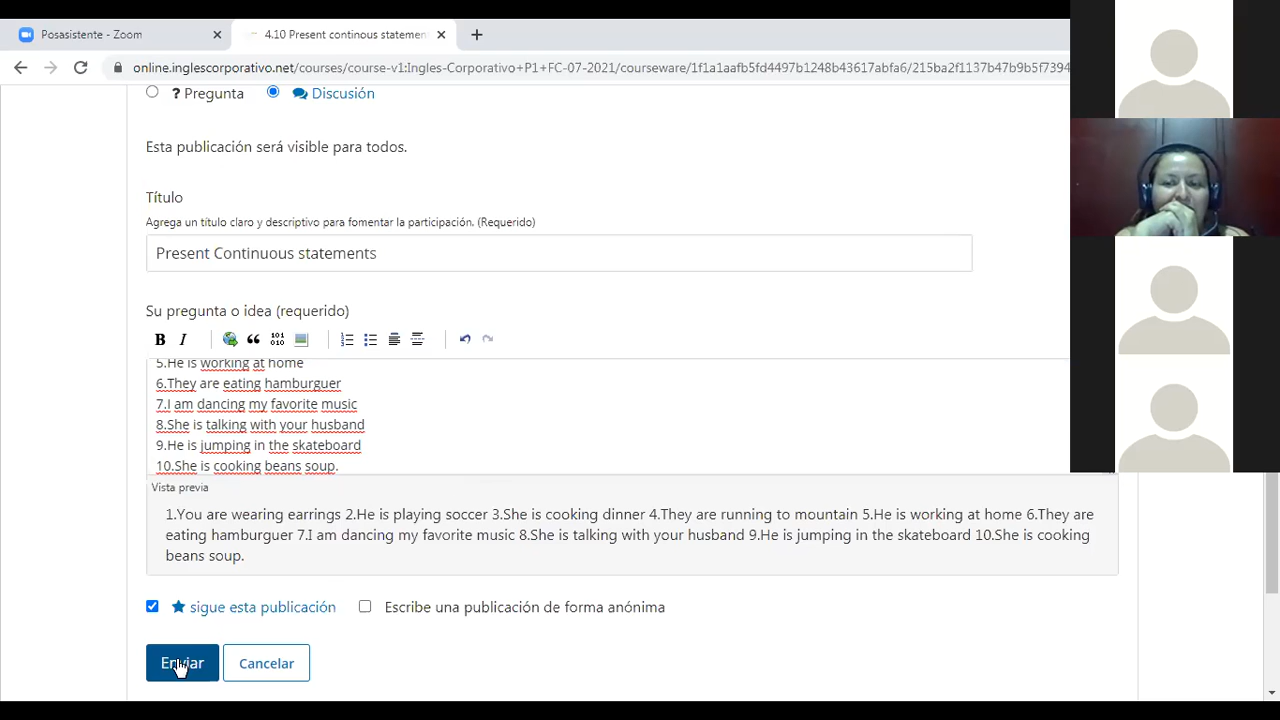 Posasistente - Zoom
4.10 Present continous statemen
online.inglescorporativo.net/courses/course-v1:Ingles-Corporativo+P1+FC-07-2021/courseware/1f1a1aafb5fd4497b1248b43617abfa6/215ba2f1137b47b9b5f7394
? Pregunta
Discusión
Esta publicación será visible para todos.
Título
Agrega un título claro y descriptivo para fomentar la participación. (Requerido)
Present Continuous statements
Su pregunta o idea (requerido)
B I
5.He is working at home
6.They are eating hamburguer
7.I am dancing my favorite music
8.She is talking with your husband
9.He is jumping in the skateboard
10.She is cooking beans soup.
Vista previa
1.You are wearing earrings 2.He is playing soccer 3.She is cooking dinner 4.They are running to mountain 5.He is working at home 6.They are
eating hamburguer 7.I am dancing my favorite music 8.She is talking with your husband 9.He is jumping in the skateboard 10.She is cooking
beans soup.
sigue esta publicación
Escribe una publicación de forma anónima
Enviar
Cancelar